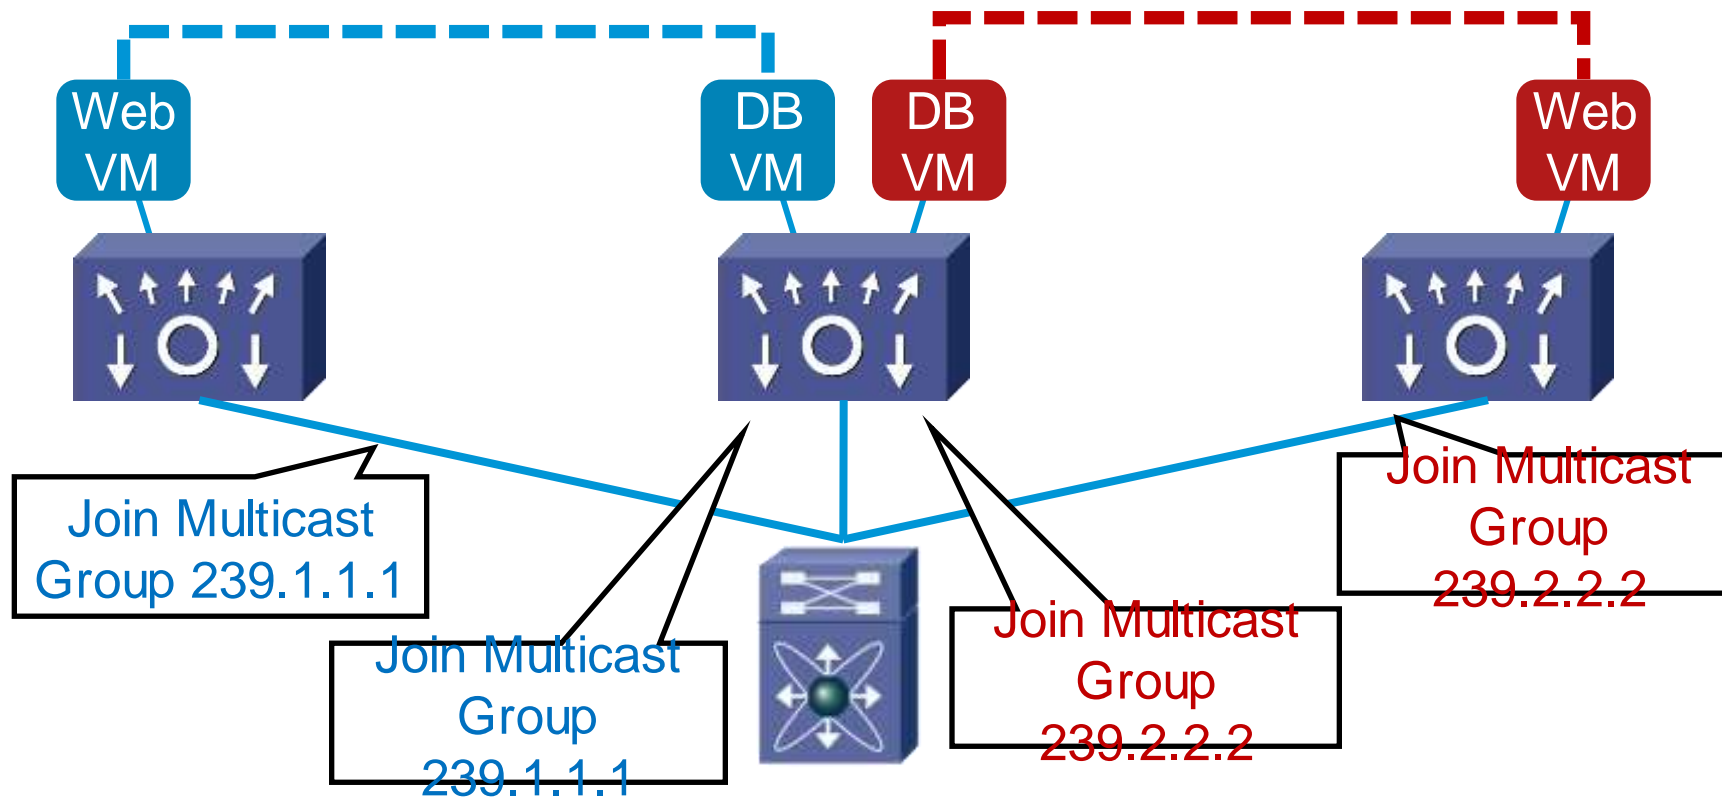 Web
VM
DB
VM
DB
VM
Web
VM
Join Multicast
Group 239.1.1.1
Join Multicast
Group
239.1.1.1
Join Multicast
Group
239.2.2.2
Join Multicast
Group
239.2.2.2